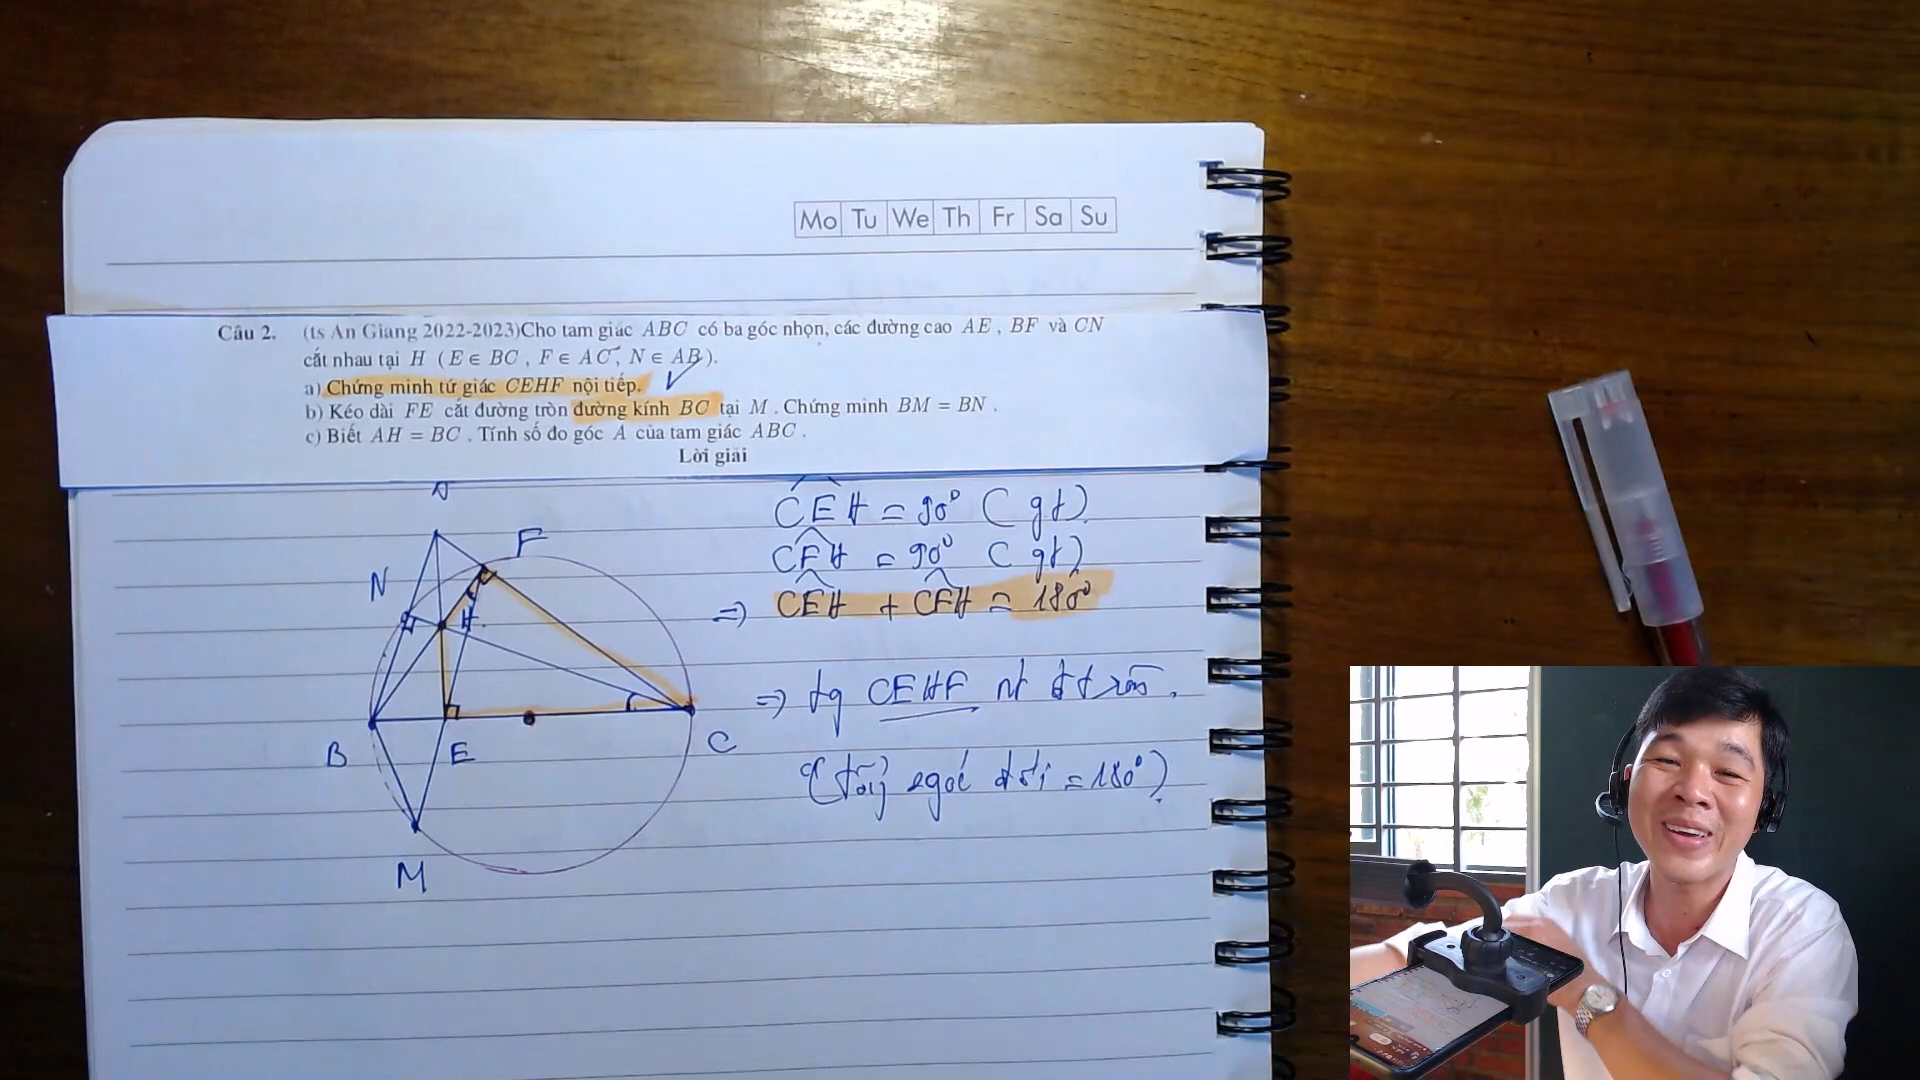 Mo Tu We Th Fr Sa Su
Câu 2. (ts An Giang 2022-2023)Cho tam giác ABC có ba góc nhọn, các đường cao AE, BF và CN
cắt nhau tại H (E ∈ BC, F ∈ AC, N ∈ AB).
a) Chứng minh tứ giác CEHF nội tiếp.
b) Kéo dài FE cắt đường tròn đường kính BC tại M. Chứng minh BM = BN.
c) Biết AH = BC. Tính số đo góc A của tam giác ABC.
Lời giải
CEH = 90° (gt)
CFH = 90° (gt)
=> CEH + CFH = 180°
=> tg CEHF nt đt tròn.
(tổng 2 góc đối = 180°)
F
N
H
B
E
C
M